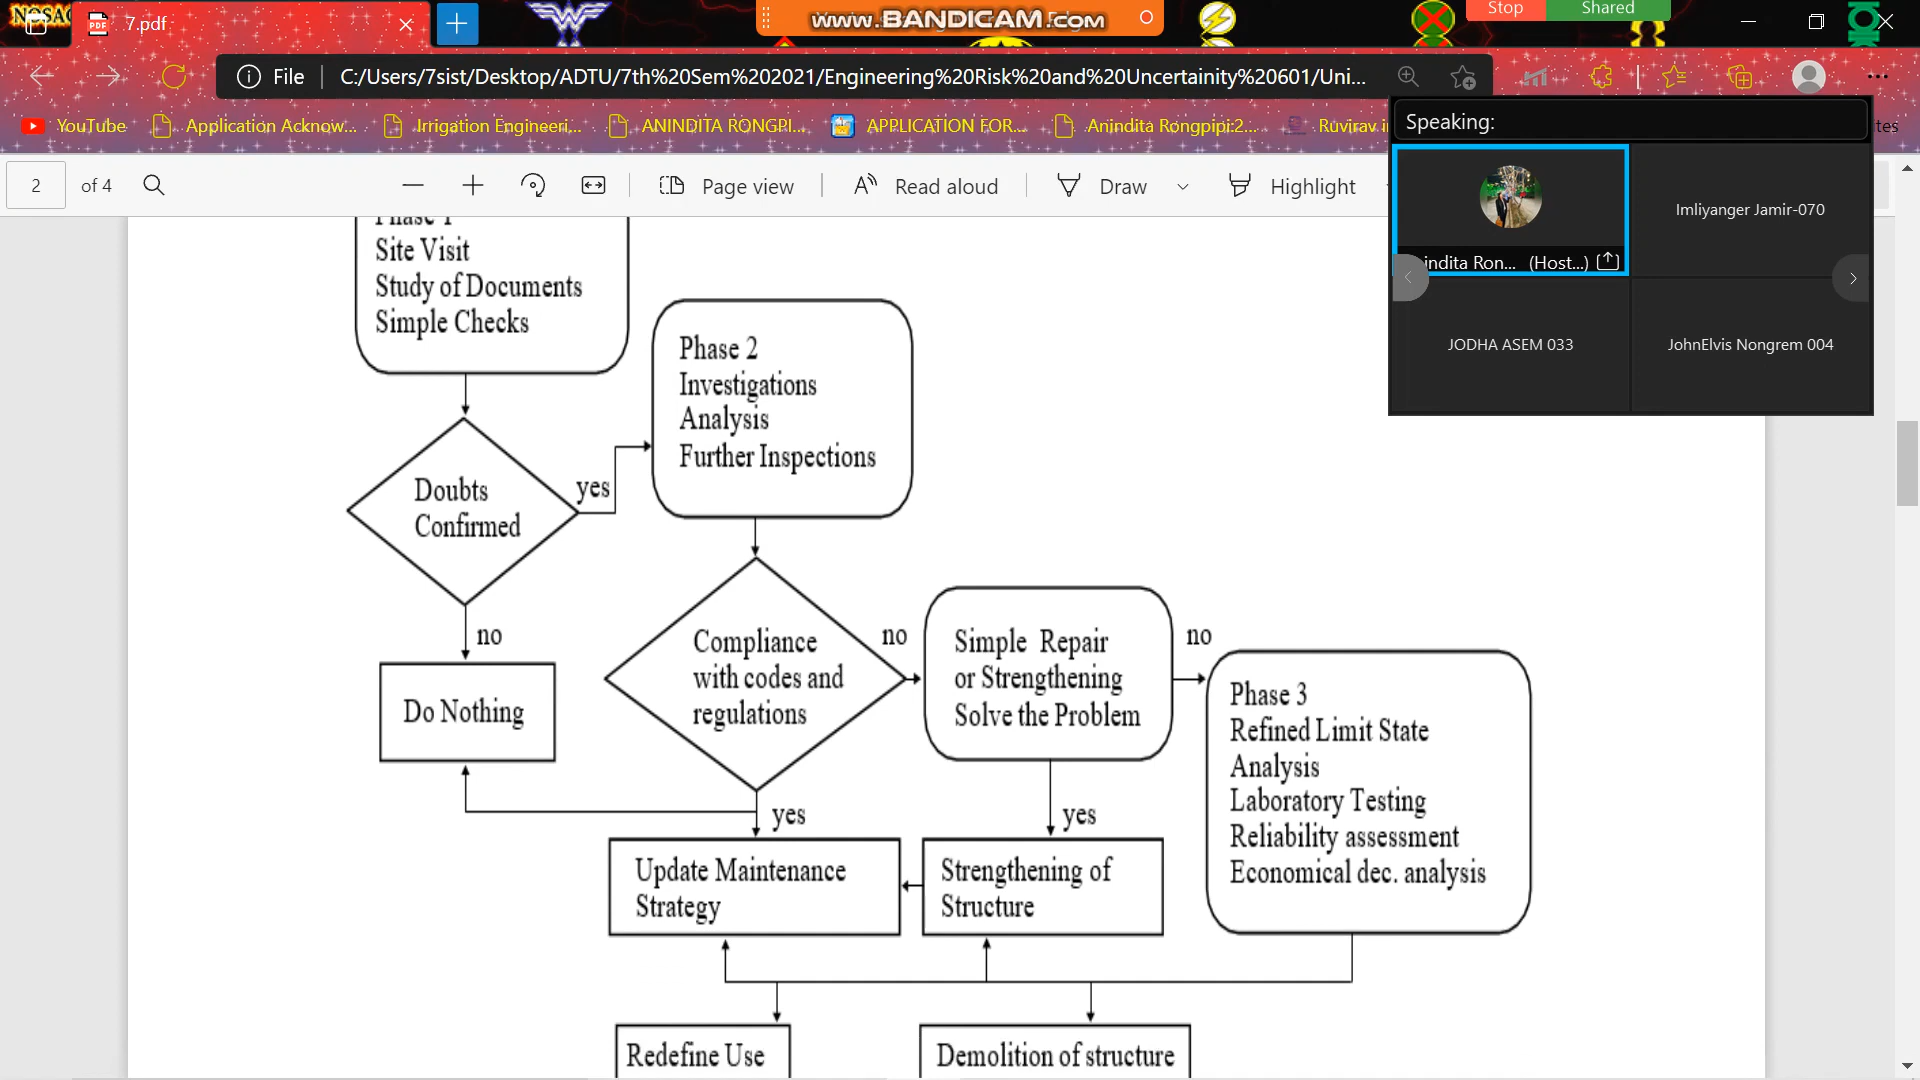 7.pdf
www.BANDICAM.com
Stop
Shared
File
C:/Users/7sist/Desktop/ADTU/7th%20Sem%202021/Engineering%20Risk%20and%20Uncertainity%20601/Uni...
YouTube
Application Acknow...
Irrigation Engineeri...
ANINDITA RONGPI...
APPLICATION FOR...
Anindita Rongpipi:2...
Ruvirav i
tes
2
of 4
Page view
Read aloud
Draw
Highlight
Speaking:
indita Ron... (Host...)
Imliyanger Jamir-070
JODHA ASEM 033
JohnElvis Nongrem 004
Phase 1
Site Visit
Study of Documents
Simple Checks
Phase 2
Investigations
Analysis
Further Inspections
Doubts
Confirmed
yes
no
Do Nothing
Compliance
with codes and
regulations
no
yes
Simple Repair
or Strengthening
Solve the Problem
no
yes
Phase 3
Refined Limit State
Analysis
Laboratory Testing
Reliability assessment
Economical dec. analysis
Update Maintenance
Strategy
Strengthening of
Structure
Redefine Use
Demolition of structure